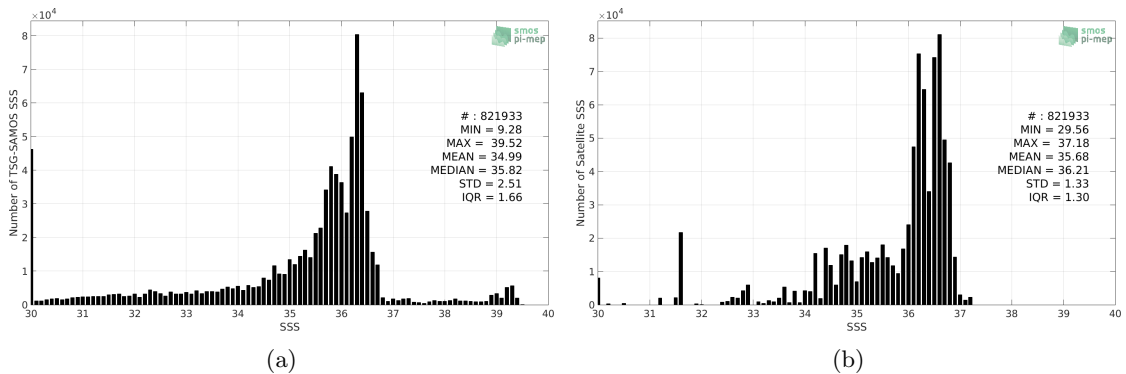 ×10⁴
smos
pi-mep
8
7
6
5
4
3
2
1
0
Number of TSG-SAMOS SSS
# : 821933
MIN = 9.28
MAX = 39.52
MEAN = 34.99
MEDIAN = 35.82
STD = 2.51
IQR = 1.66
30 31 32 33 34 35 36 37 38 39 40
SSS
(a)
×10⁴
smos
pi-mep
8
7
6
5
4
3
2
1
0
Number of Satellite SSS
# : 821933
MIN = 29.56
MAX = 37.18
MEAN = 35.68
MEDIAN = 36.21
STD = 1.33
IQR = 1.30
30 31 32 33 34 35 36 37 38 39 40
SSS
(b)